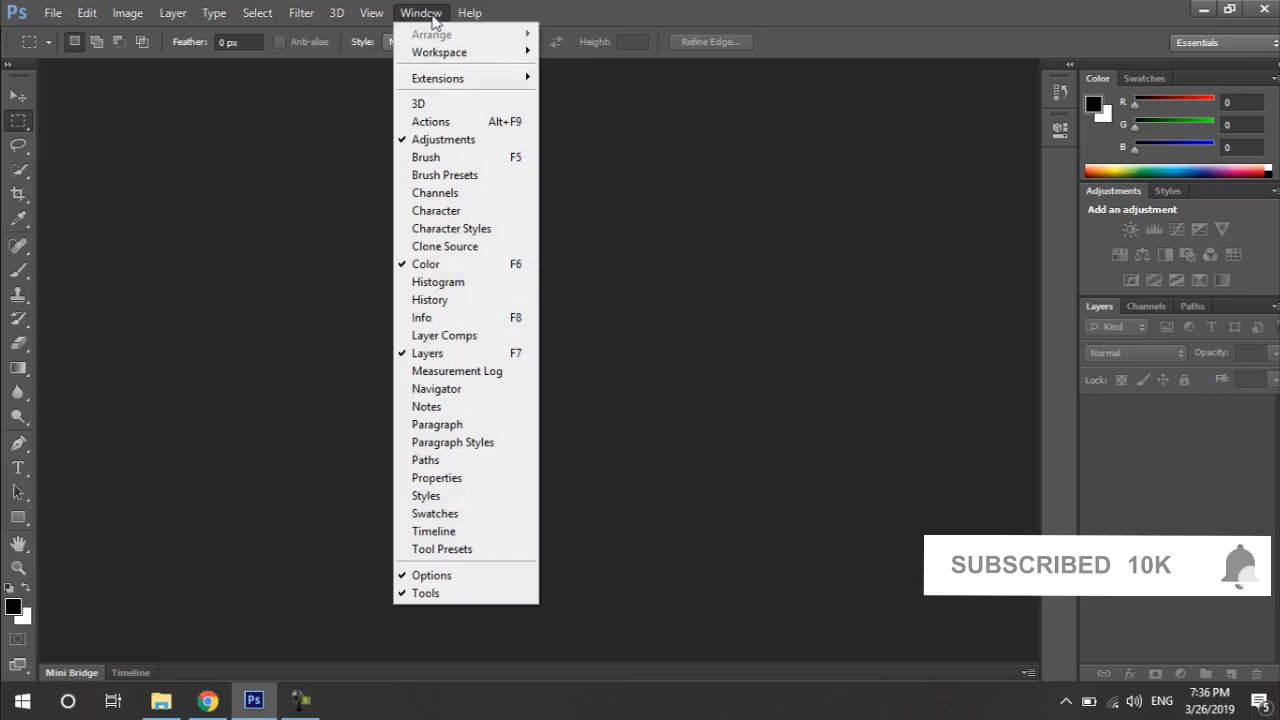 Ps File Edit Image Layer Type Select Filter 3D View Window Help
Feather: 0 px Anti-alias Style: Height: Refine Edge... Essentials
Arrange
Workspace
Extensions
3D
Actions Alt+F9
Adjustments
Brush F5
Brush Presets
Channels
Character
Character Styles
Clone Source
Color F6
Histogram
History
Info F8
Layer Comps
Layers F7
Measurement Log
Navigator
Notes
Paragraph
Paragraph Styles
Paths
Properties
Styles
Swatches
Timeline
Tool Presets
Options
Tools
Color Swatches
R 0
G 0
B 0
Adjustments Styles
Add an adjustment
Layers Channels Paths
Kind
Normal Opacity:
Lock: Fill:
SUBSCRIBED 10K
Mini Bridge Timeline
Ps
ENG
7:36 PM
3/26/2019
5